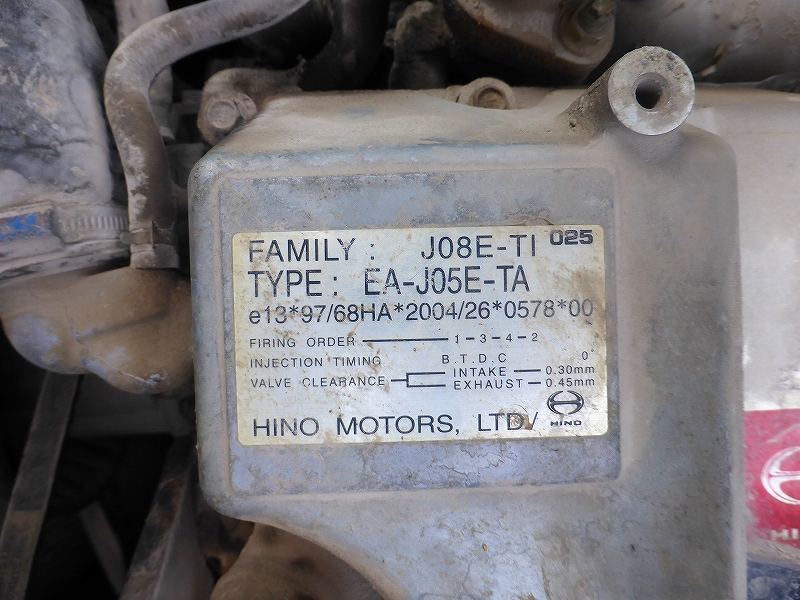 FAMILY : J08E-TI 025
TYPE : EA-J05E-TA
e13*97/68HA*2004/26*0578*00
FIRING ORDER 1-3-4-2
INJECTION TIMING B.T.D.C 0°
VALVE CLEARANCE INTAKE 0.30mm
EXHAUST 0.45mm
HINO MOTORS, LTD.
HINO
HI